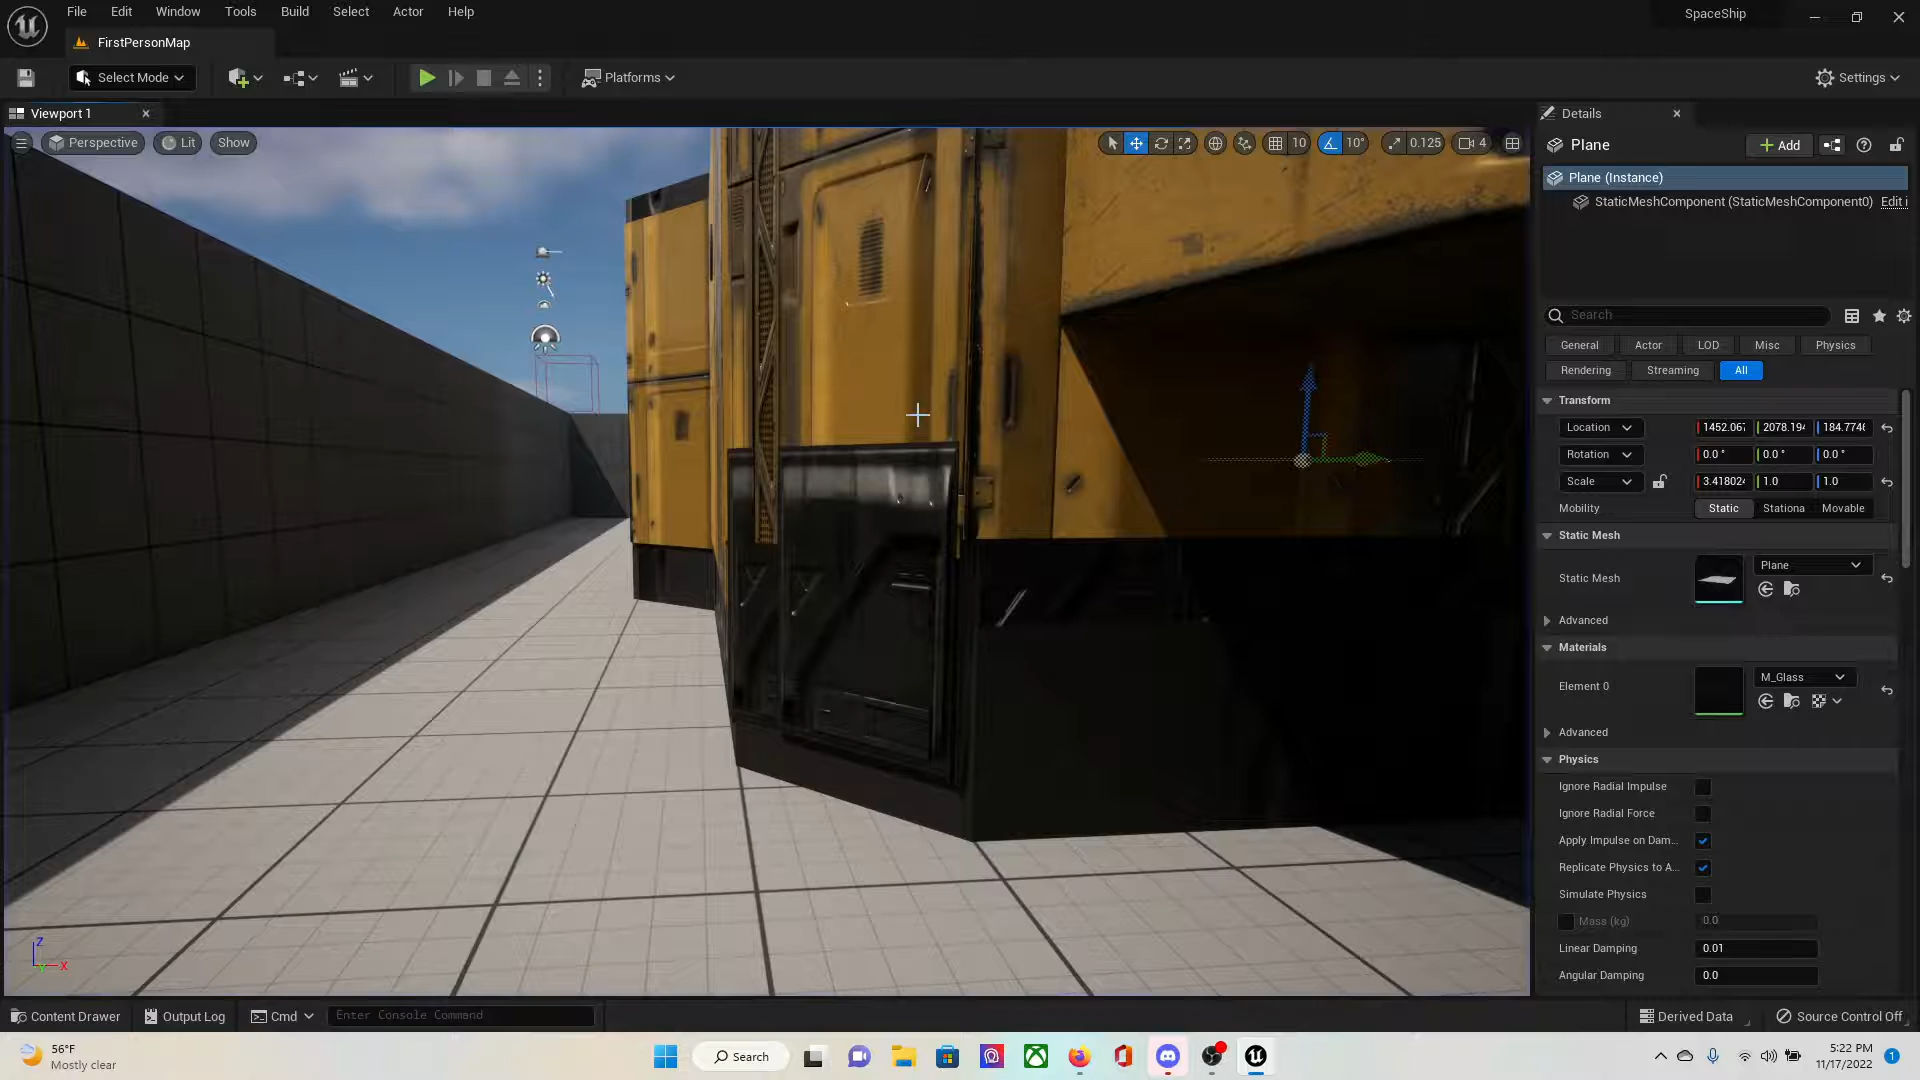 File Edit Window Tools Build Select Actor Help
SpaceShip
FirstPersonMap
Select Mode
Platforms
Settings
Viewport 1
Details
Perspective
Lit
Show
10
10°
0.125
4
Plane
Add
Plane (Instance)
StaticMeshComponent (StaticMeshComponent0) Edit i
Search
General Actor LOD Misc Physics
Rendering Streaming All
Transform
Location 1452.067 2078.194 184.7746
Rotation 0.0 ° 0.0 ° 0.0 °
Scale 3.418024 1.0 1.0
Mobility Static Stationa Movable
Static Mesh
Static Mesh Plane
Advanced
Materials
Element 0 M_Glass
Advanced
Physics
Ignore Radial Impulse
Ignore Radial Force
Apply Impulse on Dam...
Replicate Physics to A...
Simulate Physics
Mass (kg) 0.0
Linear Damping 0.01
Angular Damping 0.0
Z
Y
X
Content Drawer Output Log Cmd Enter Console Command
Derived Data Source Control Off
56°F
Mostly clear
Search
5:22 PM
11/17/2022
1